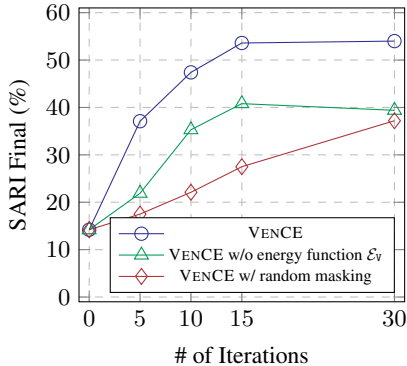 60
50
40
30
20
10
0
SARI Final (%)
VENCE
VENCE w/o energy function ℰ_V
VENCE w/ random masking
0 5 10 15 30
# of Iterations